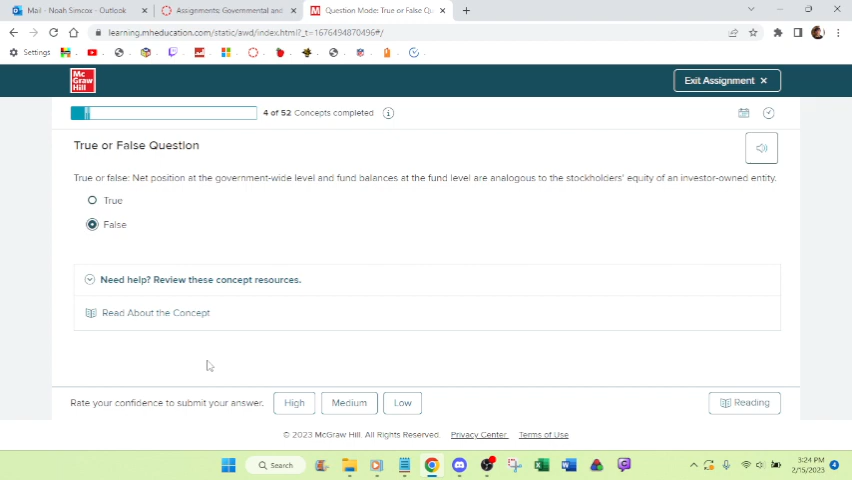 Mail - Noah Simcox - Outlook
Assignments: Governmental and
Question Mode: True or False Qu
learning.mheducation.com/static/awd/index.html?_t=1676494870496#/
Settings
Mc Graw Hill
Exit Assignment
4 of 52 Concepts completed
True or False Question
True or false: Net position at the government-wide level and fund balances at the fund level are analogous to the stockholders' equity of an investor-owned entity.
True
False
Need help? Review these concept resources.
Read About the Concept
Rate your confidence to submit your answer.
High
Medium
Low
Reading
© 2023 McGraw Hill. All Rights Reserved.
Privacy Center
Terms of Use
Search
3:24 PM
2/15/2023
4